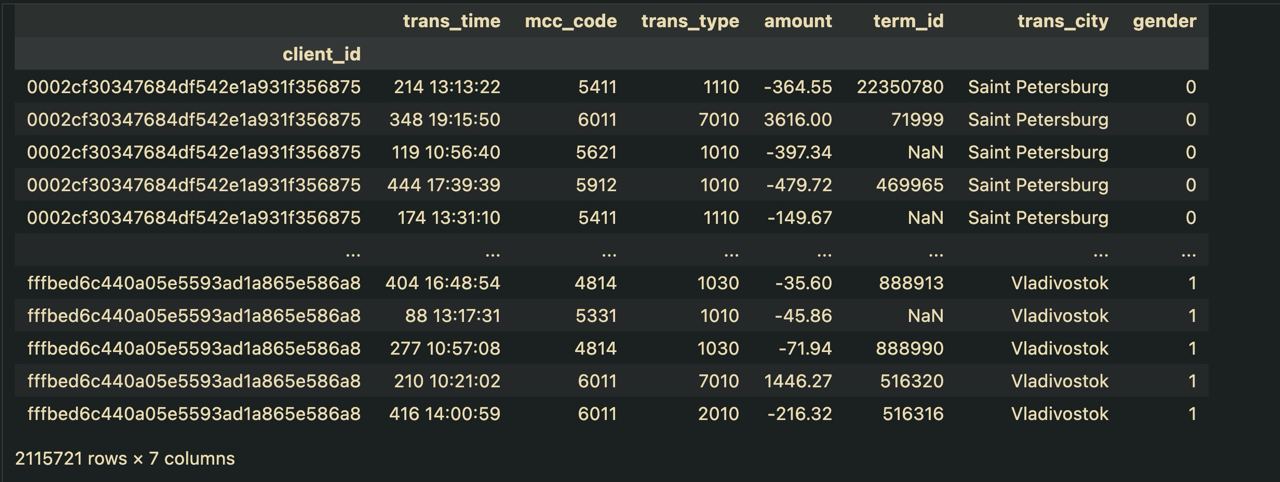 trans_time mcc_code trans_type amount term_id trans_city gender
client_id
0002cf30347684df542e1a931f356875 214 13:13:22 5411 1110 -364.55 22350780 Saint Petersburg 0
0002cf30347684df542e1a931f356875 348 19:15:50 6011 7010 3616.00 71999 Saint Petersburg 0
0002cf30347684df542e1a931f356875 119 10:56:40 5621 1010 -397.34 NaN Saint Petersburg 0
0002cf30347684df542e1a931f356875 444 17:39:39 5912 1010 -479.72 469965 Saint Petersburg 0
0002cf30347684df542e1a931f356875 174 13:31:10 5411 1110 -149.67 NaN Saint Petersburg 0
... ... ... ... ... ... ... ...
fffbed6c440a05e5593ad1a865e586a8 404 16:48:54 4814 1030 -35.60 888913 Vladivostok 1
fffbed6c440a05e5593ad1a865e586a8 88 13:17:31 5331 1010 -45.86 NaN Vladivostok 1
fffbed6c440a05e5593ad1a865e586a8 277 10:57:08 4814 1030 -71.94 888990 Vladivostok 1
fffbed6c440a05e5593ad1a865e586a8 210 10:21:02 6011 7010 1446.27 516320 Vladivostok 1
fffbed6c440a05e5593ad1a865e586a8 416 14:00:59 6011 2010 -216.32 516316 Vladivostok 1
2115721 rows × 7 columns